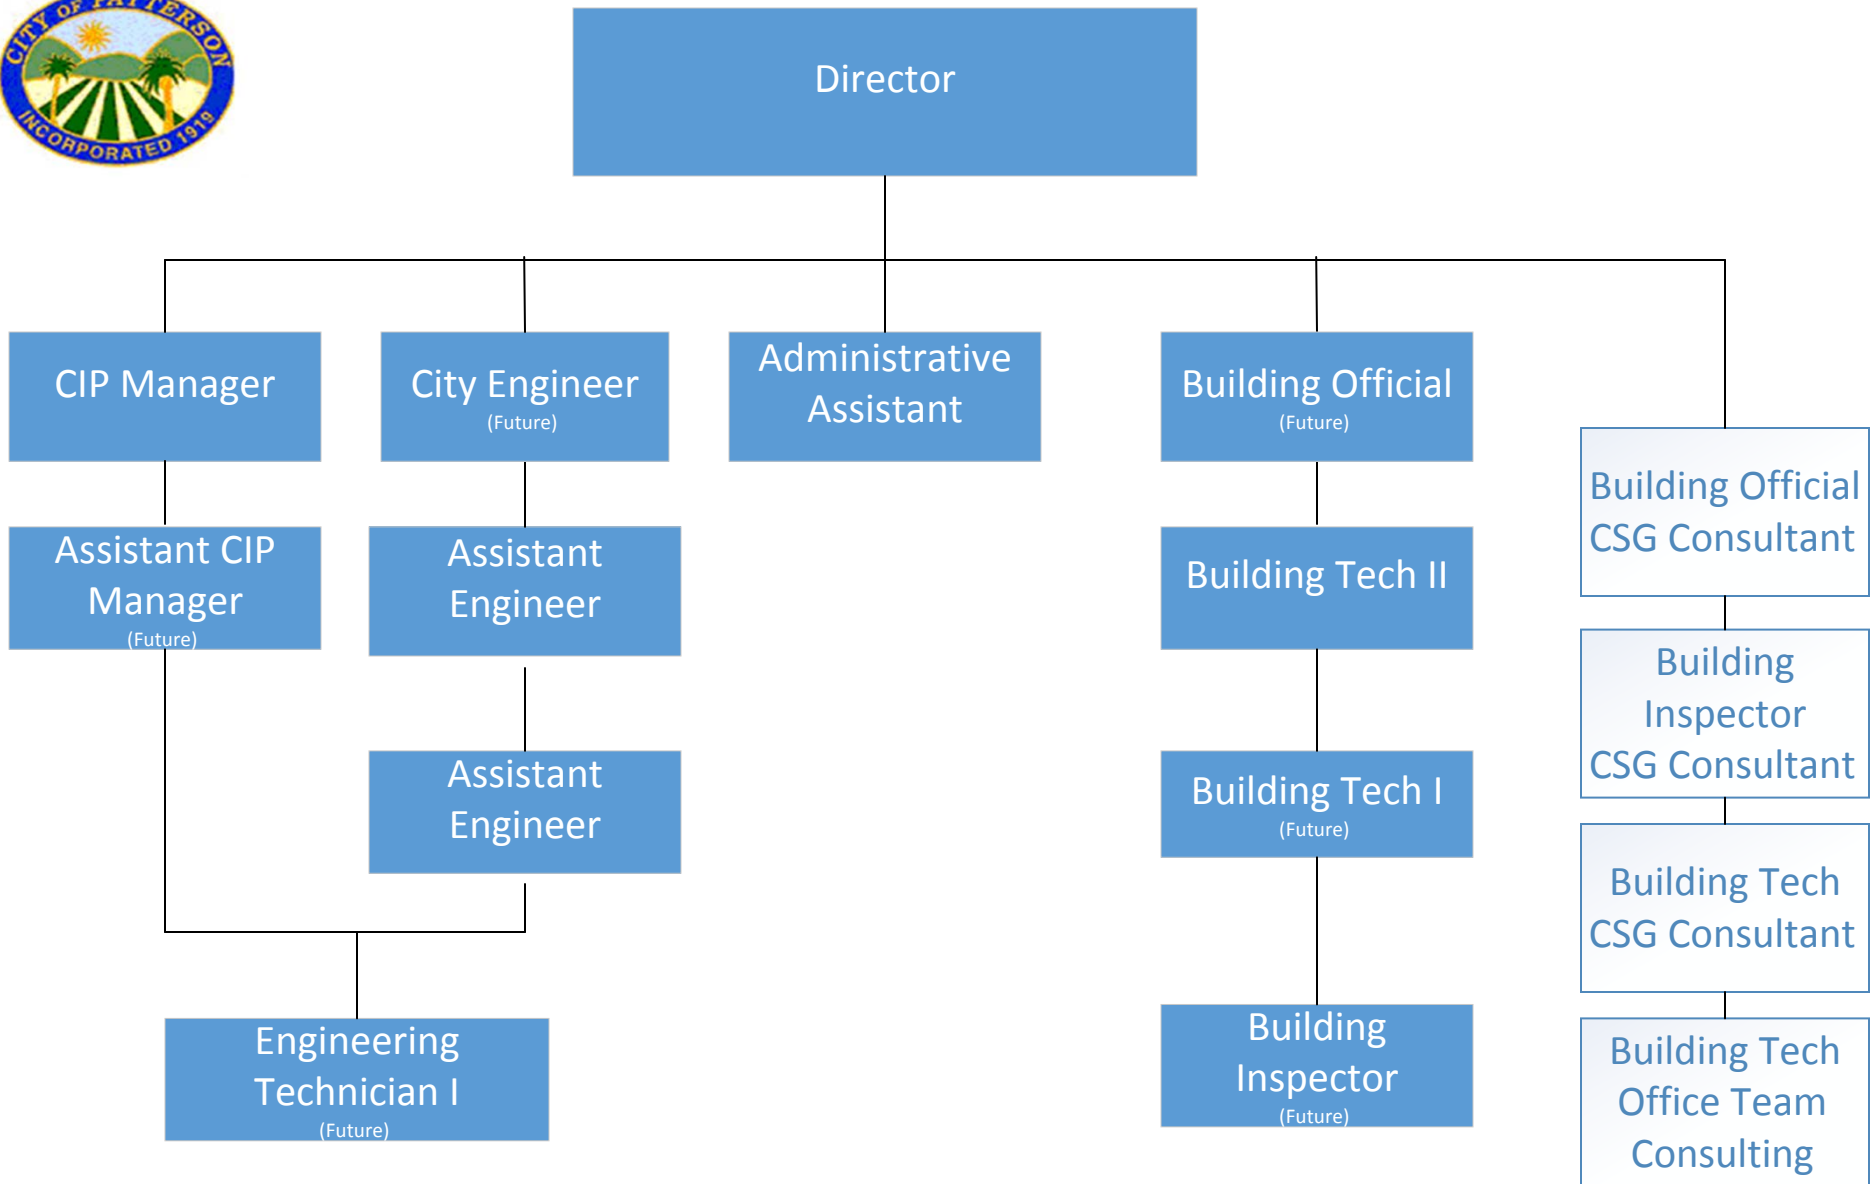 CITY OF PATTERSON
INCORPORATED 1919
Director
CIP Manager
City Engineer
(Future)
Administrative
Assistant
Building Official
(Future)
Building Official
CSG Consultant
Assistant CIP
Manager
(Future)
Assistant
Engineer
Building Tech II
Building
Inspector
CSG Consultant
Assistant
Engineer
Building Tech I
(Future)
Building Tech
CSG Consultant
Engineering
Technician I
(Future)
Building
Inspector
(Future)
Building Tech
Office Team
Consulting